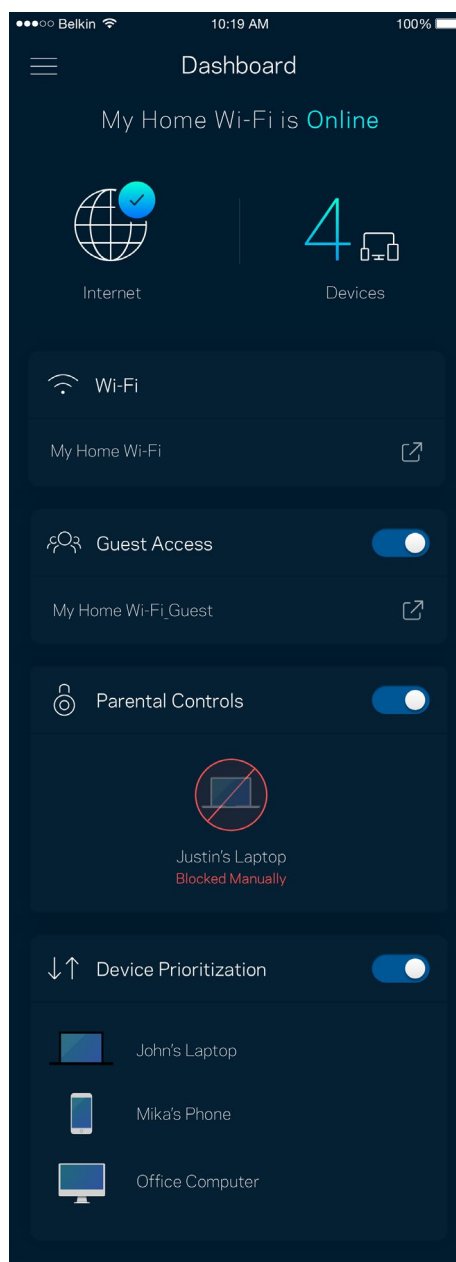 Belkin 10:19 AM 100%
Dashboard
My Home Wi-Fi is Online
4
Internet Devices
Wi-Fi
My Home Wi-Fi
Guest Access
My Home Wi-Fi_Guest
Parental Controls
Justin's Laptop
Blocked Manually
Device Prioritization
John's Laptop
Mika's Phone
Office Computer